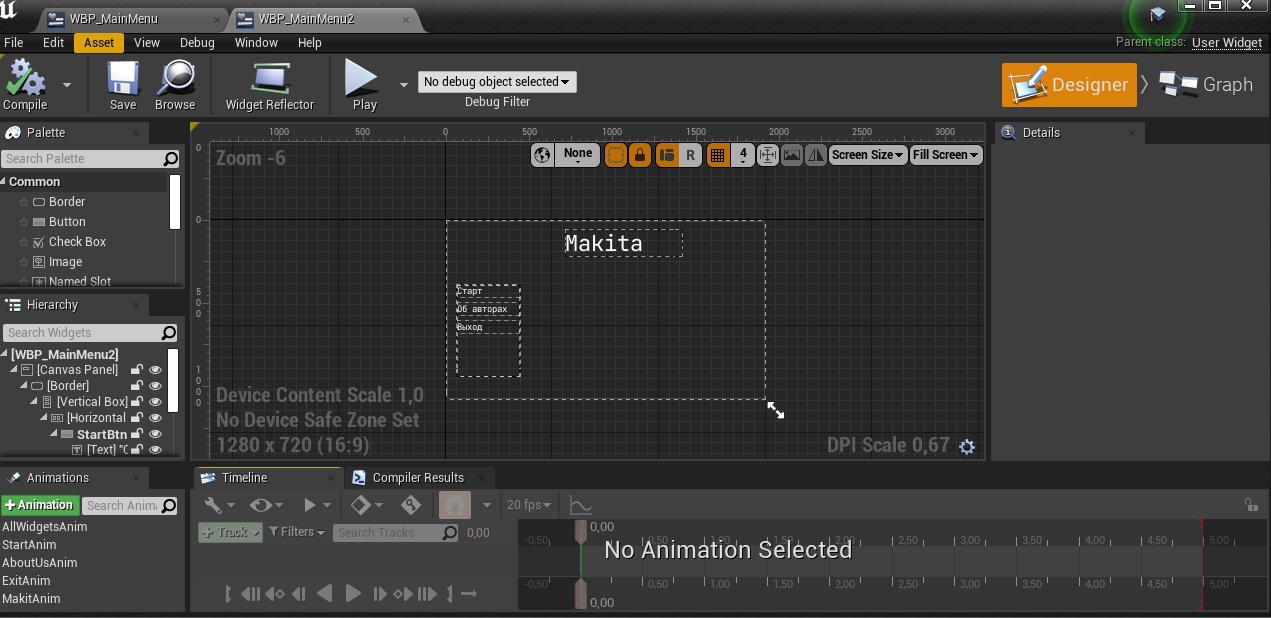 WBP_MainMenu
WBP_MainMenu2
File Edit Asset View Debug Window Help
Parent class: User Widget
Compile
Save
Browse
Widget Reflector
Play
No debug object selected
Debug Filter
Designer
Graph
Palette
Search Palette
Common
Border
Button
Check Box
Image
Named Slot
Hierarchy
Search Widgets
[WBP_MainMenu2]
[Canvas Panel]
[Border]
[Vertical Box]
[Horizontal
StartBtn
[Text] "C
1000 500 0 500 1000 1500 2000 2500 3000
0
0
5
0
0
1
0
0
0
Zoom -6
None
R
4
Screen Size
Fill Screen
Makita
Старт
Об авторах
Выход
Device Content Scale 1,0
No Device Safe Zone Set
1280 x 720 (16:9)
DPI Scale 0,67
Details
Animations
+ Animation
Search Anim
AllWidgetsAnim
StartAnim
AboutUsAnim
ExitAnim
MakitAnim
Timeline
Compiler Results
20 fps
+ Track
Filters
Search Tracks
0,00
0,00
-0,50 0,50 1,00 1,50 2,00 2,50 3,00 3,50 4,00 4,50 5,00
No Animation Selected
-0,50 0,50 1,00 1,50 2,00 2,50 3,00 3,50 4,00 4,50 5,00
0,00